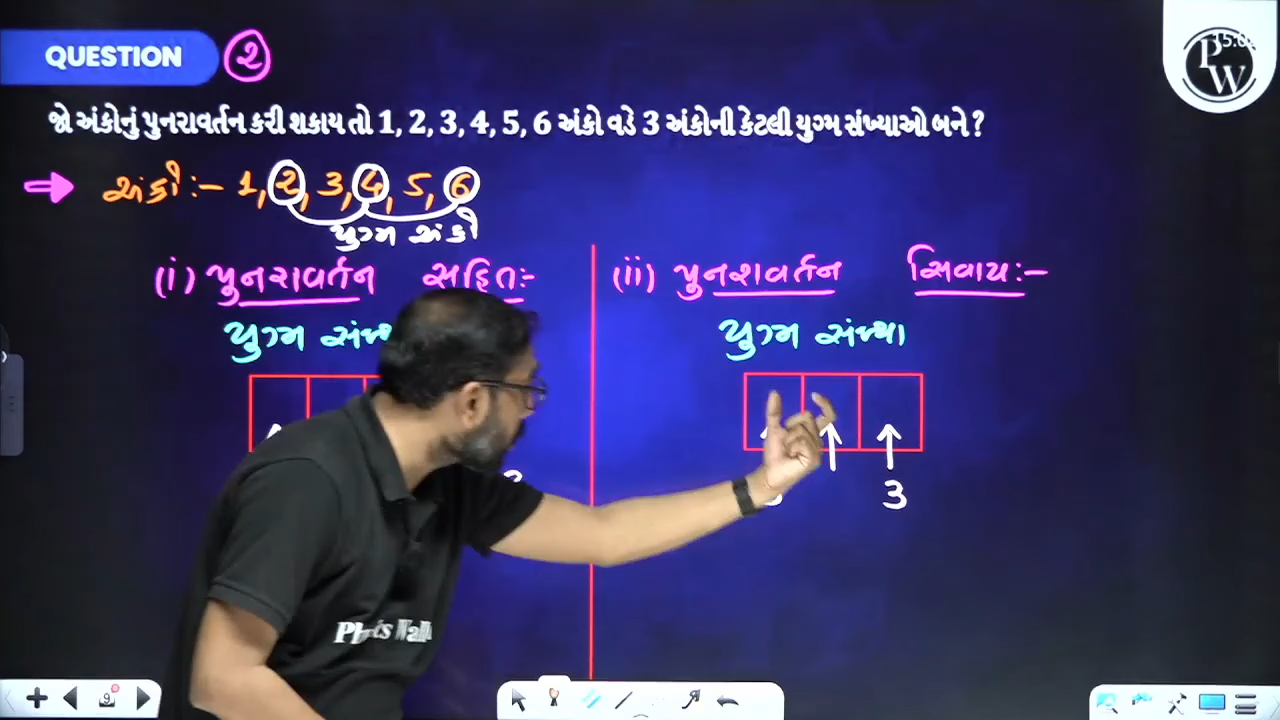 QUESTION ૨
જો અંકોનું પુનરાવર્તન કરી શકાય તો 1, 2, 3, 4, 5, 6 અંકો વડે 3 અંકોની કેટલી યુગ્મ સંખ્યાઓ બને ?
અંકો :- 1, 2, 3, 4, 5, 6
યુગ્મ અંકો
(i) પુનરાવર્તન સહિત:-
(ii) પુનરાવર્તન સિવાય:-
યુગ્મ
યુગ્મ સંખ્યા
3
PW